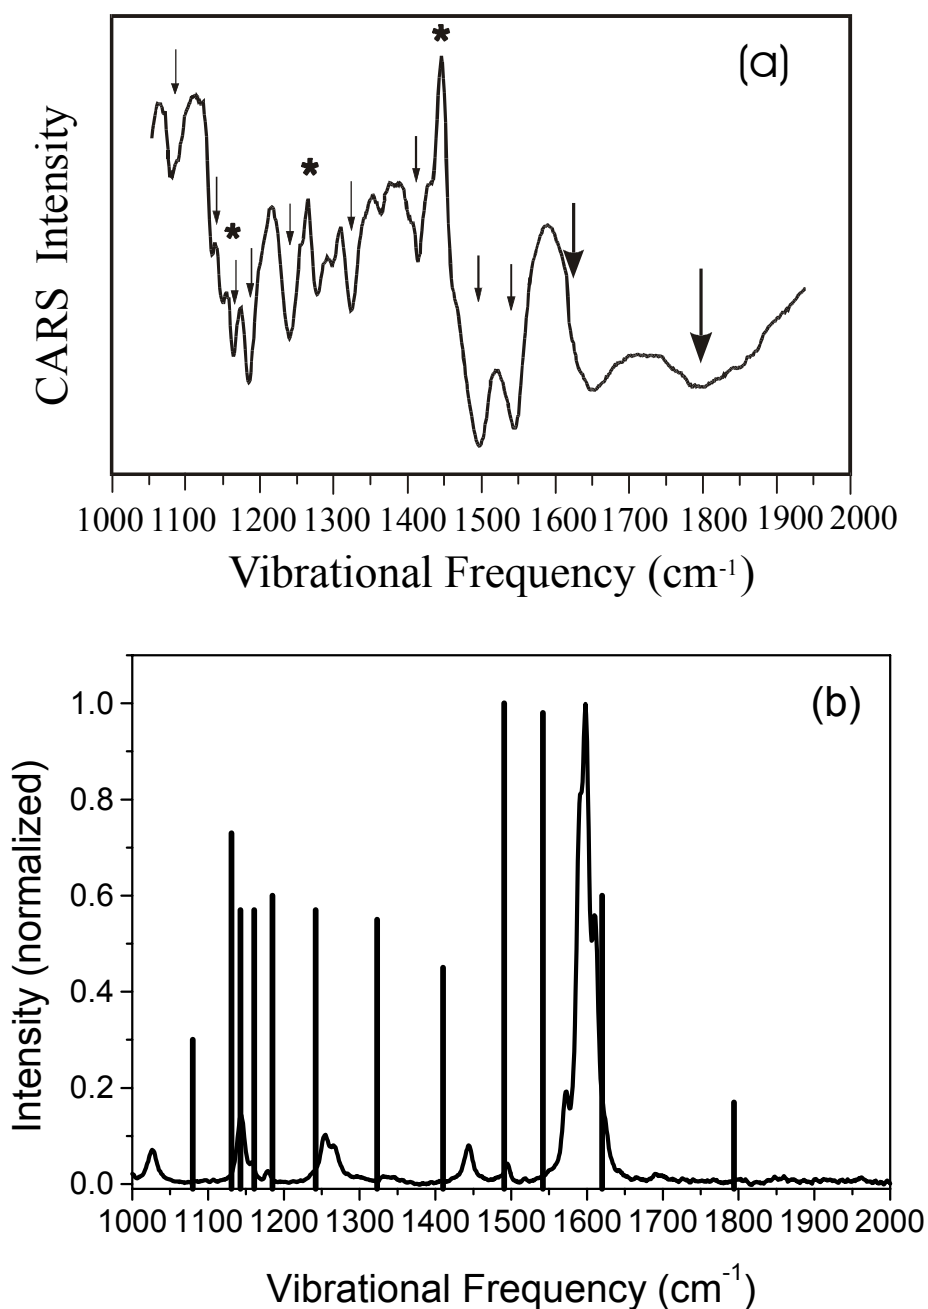 (a)
*
*
*
CARS Intensity
1000 1100 1200 1300 1400 1500 1600 1700 1800 1900 2000
Vibrational Frequency (cm-1)
(b)
1.0
0.8
0.6
0.4
0.2
0.0
Intensity (normalized)
1000 1100 1200 1300 1400 1500 1600 1700 1800 1900 2000
Vibrational Frequency (cm-1)